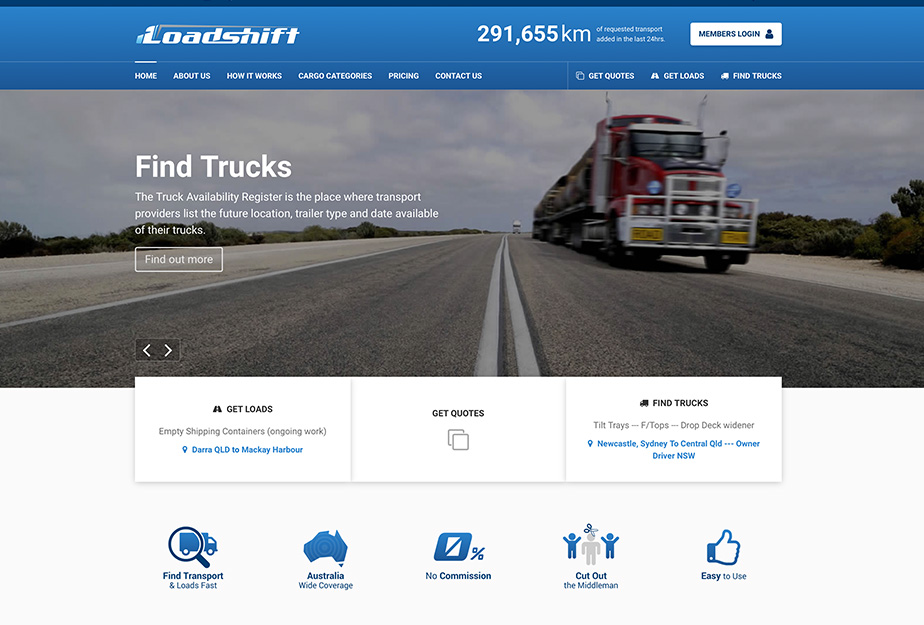 Loadshift
291,655km
of requested transport
added in the last 24hrs.
MEMBERS LOGIN
HOME ABOUT US HOW IT WORKS CARGO CATEGORIES PRICING CONTACT US GET QUOTES GET LOADS FIND TRUCKS
Find Trucks
The Truck Availability Register is the place where transport
providers list the future location, trailer type and date available
of their trucks.
Find out more
GET LOADS
Empty Shipping Containers (ongoing work)
Darra QLD to Mackay Harbour
GET QUOTES
FIND TRUCKS
Tilt Trays --- F/Tops --- Drop Deck widener
Newcastle, Sydney To Central Qld --- Owner
Driver NSW
Find Transport
& Loads Fast
Australia
Wide Coverage
0%
No Commission
Cut Out
the Middleman
Easy to Use